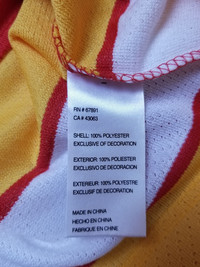 RN # 67891
CA # 43063
SHELL: 100% POLYESTER
EXCLUSIVE OF DECORATION
EXTERIOR: 100% POLIESTER
EXCLUSIVO DE DECORACION
EXTERIEUR: 100% POLYESTRE
EXCLUSIF DE DECORATION
MADE IN CHINA
HECHO EN CHINA
FABRIQUE EN CHINE